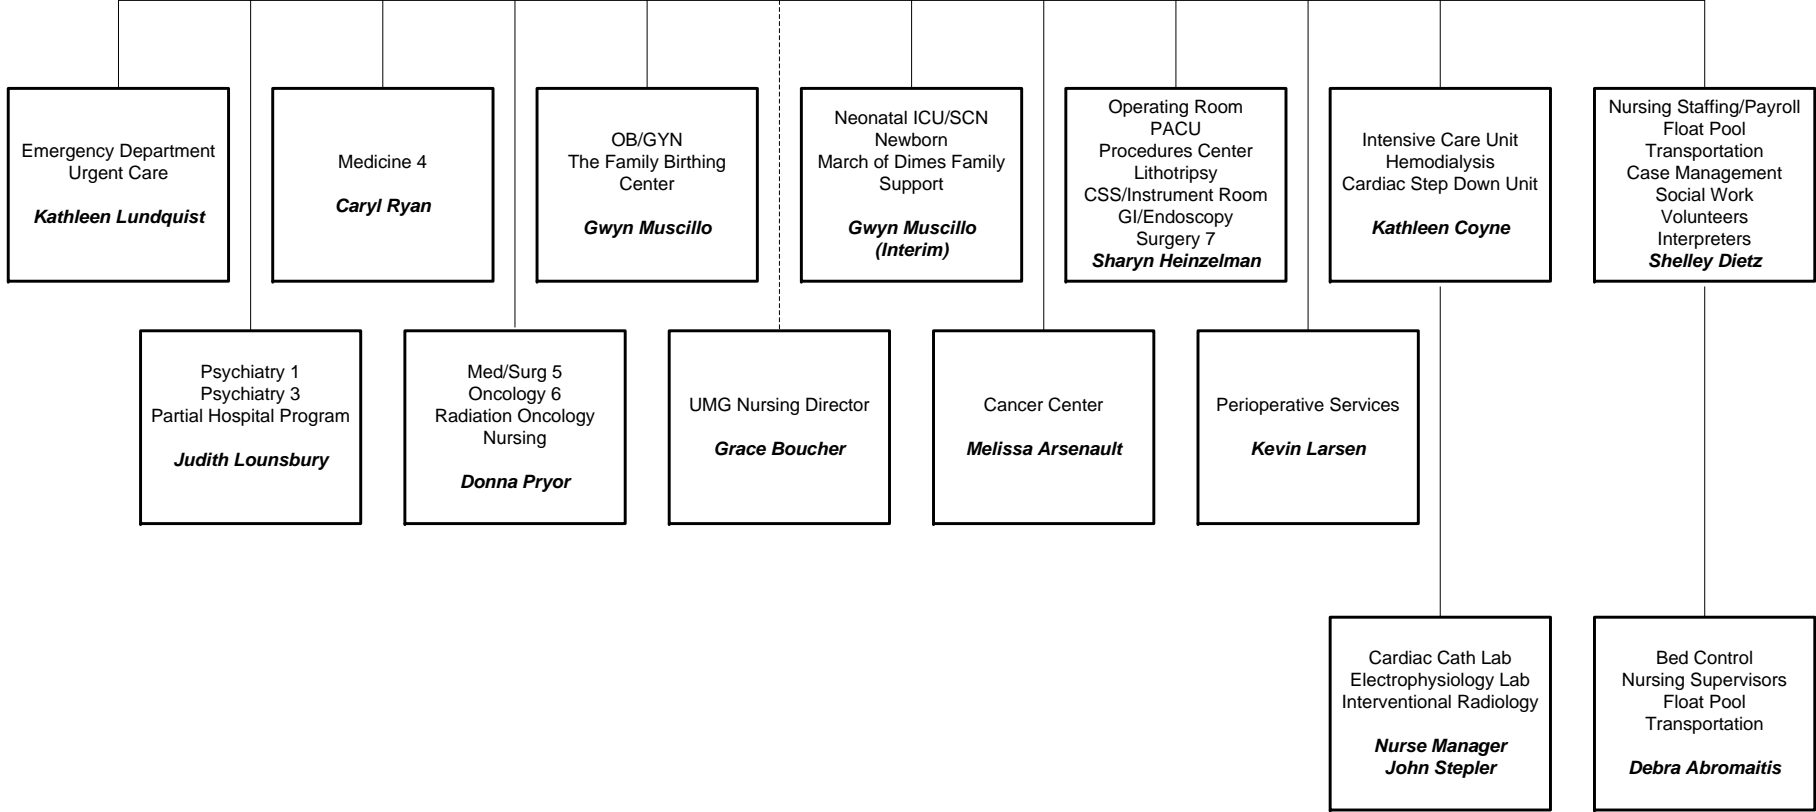 Emergency Department
Urgent Care
Kathleen Lundquist
Medicine 4
Caryl Ryan
OB/GYN
The Family Birthing
Center
Gwyn Muscillo
Neonatal ICU/SCN
Newborn
March of Dimes Family
Support
Gwyn Muscillo
(Interim)
Operating Room
PACU
Procedures Center
Lithotripsy
CSS/Instrument Room
GI/Endoscopy
Surgery 7
Sharyn Heinzelman
Intensive Care Unit
Hemodialysis
Cardiac Step Down Unit
Kathleen Coyne
Nursing Staffing/Payroll
Float Pool
Transportation
Case Management
Social Work
Volunteers
Interpreters
Shelley Dietz
Psychiatry 1
Psychiatry 3
Partial Hospital Program
Judith Lounsbury
Med/Surg 5
Oncology 6
Radiation Oncology
Nursing
Donna Pryor
UMG Nursing Director
Grace Boucher
Cancer Center
Melissa Arsenault
Perioperative Services
Kevin Larsen
Cardiac Cath Lab
Electrophysiology Lab
Interventional Radiology
Nurse Manager
John Stepler
Bed Control
Nursing Supervisors
Float Pool
Transportation
Debra Abromaitis